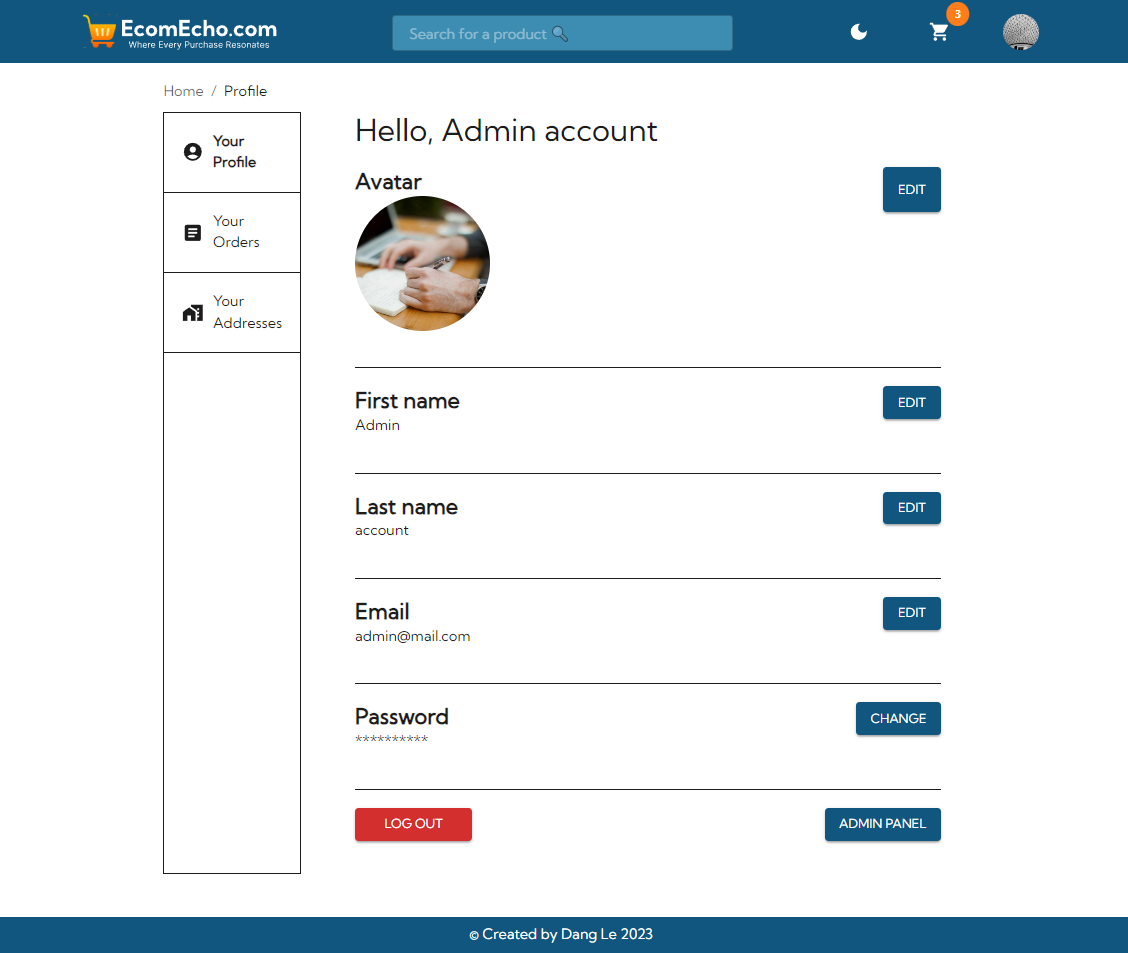 EcomEcho.com
Where Every Purchase Resonates
Search for a product 🔍
3
Home / Profile
Your
Profile
Your
Orders
Your
Addresses
Hello, Admin account
Avatar
EDIT
First name
EDIT
Admin
Last name
EDIT
account
Email
EDIT
admin@mail.com
Password
CHANGE
**********
LOG OUT
ADMIN PANEL
© Created by Dang Le 2023